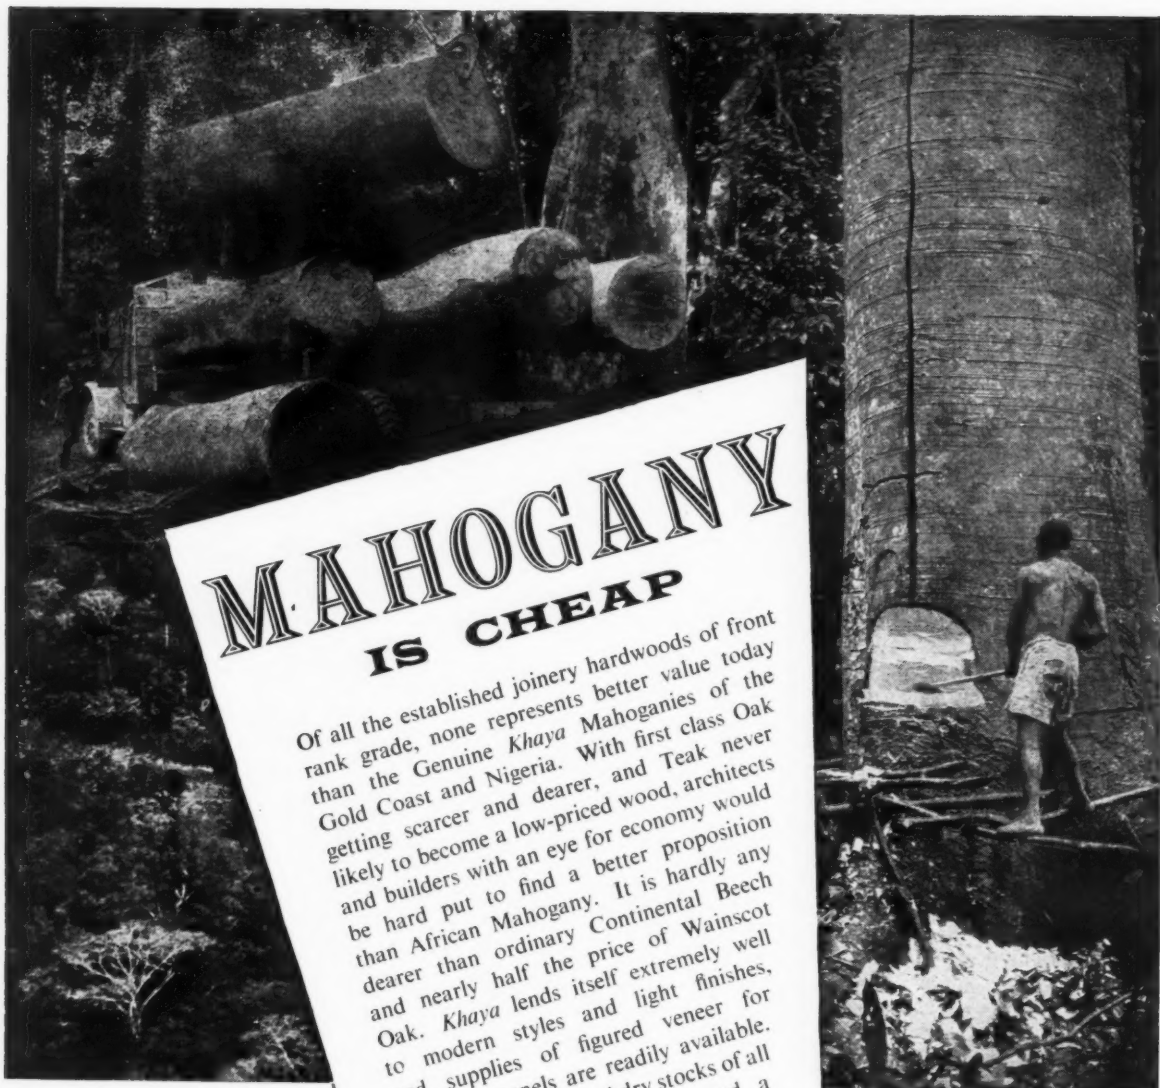 MAHOGANY
IS CHEAP
Of all the established joinery hardwoods of front
rank grade, none represents better value today
than the Genuine Khaya Mahoganies of the
Gold Coast and Nigeria. With first class Oak
getting scarcer and dearer, and Teak never
likely to become a low-priced wood, architects
and builders with an eye for economy would
be hard put to find a better proposition
than African Mahogany. It is hardly any
dearer than ordinary Continental Beech
and nearly half the price of Wainscot
Oak. Khaya lends itself extremely well
to modern styles and light finishes,
supplies of figured veneer for
are readily available.
stocks of all
a